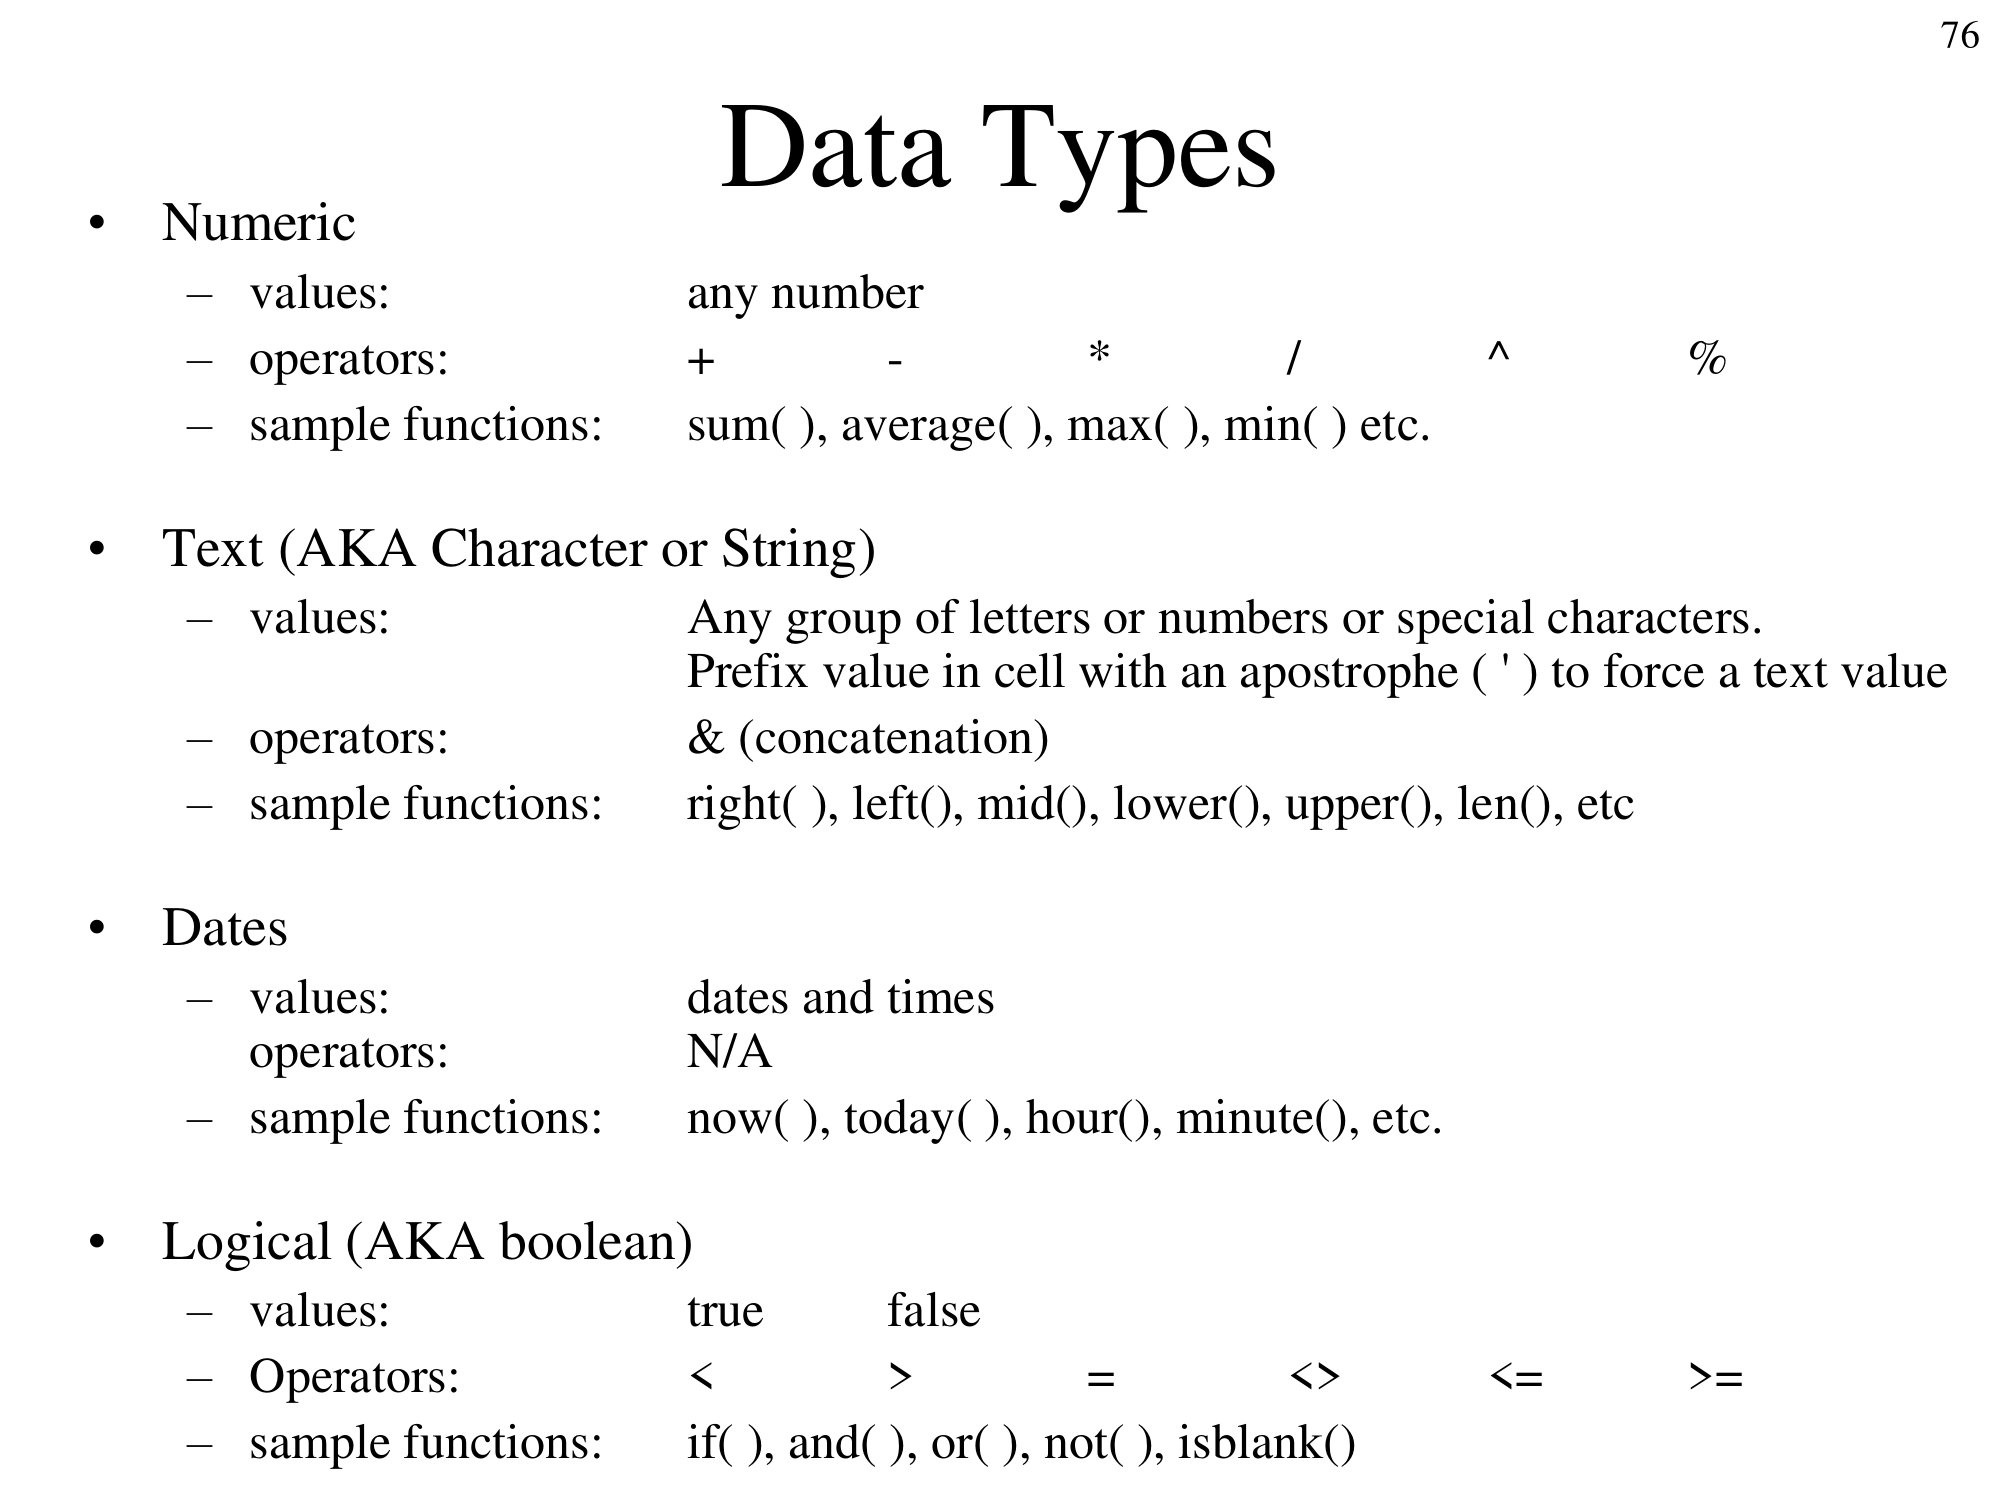 76
Data Types
• Numeric
– values: any number
– operators: + - * / ^ %
– sample functions: sum( ), average( ), max( ), min( ) etc.
• Text (AKA Character or String)
– values: Any group of letters or numbers or special characters.
Prefix value in cell with an apostrophe ( ' ) to force a text value
– operators: & (concatenation)
– sample functions: right( ), left(), mid(), lower(), upper(), len(), etc
• Dates
– values: dates and times
operators: N/A
– sample functions: now( ), today( ), hour(), minute(), etc.
• Logical (AKA boolean)
– values: true false
– Operators: < > = <> <= >=
– sample functions: if( ), and( ), or( ), not( ), isblank()